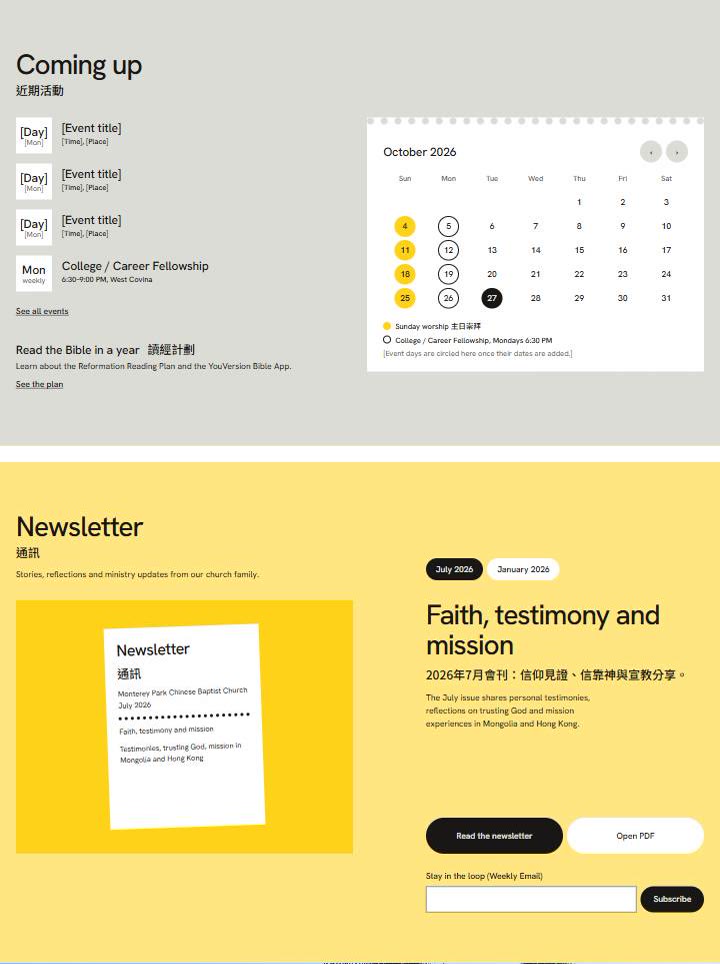 Coming up
近期活動
[Day]
[Mon]
[Event title]
[Time], [Place]
[Day]
[Mon]
[Event title]
[Time], [Place]
[Day]
[Mon]
[Event title]
[Time], [Place]
Mon
weekly
College / Career Fellowship
6:30–9:00 PM, West Covina
See all events
Read the Bible in a year 讀經計劃
Learn about the Reformation Reading Plan and the YouVersion Bible App.
See the plan
October 2026
‹ ›
Sun Mon Tue Wed Thu Fri Sat
1 2 3
4 5 6 7 8 9 10
11 12 13 14 15 16 17
18 19 20 21 22 23 24
25 26 27 28 29 30 31
Sunday worship 主日崇拜
College / Career Fellowship, Mondays 6:30 PM
[Event days are circled here once their dates are added.]
Newsletter
通訊
Stories, reflections and ministry updates from our church family.
Newsletter
通訊
Monterey Park Chinese Baptist Church
July 2026
Faith, testimony and mission
Testimonies, trusting God, mission in
Mongolia and Hong Kong
July 2026
January 2026
Faith, testimony and
mission
2026年7月會刊：信仰見證、信靠神與宣教分享。
The July issue shares personal testimonies,
reflections on trusting God and mission
experiences in Mongolia and Hong Kong.
Read the newsletter
Open PDF
Stay in the loop (Weekly Email)
Subscribe